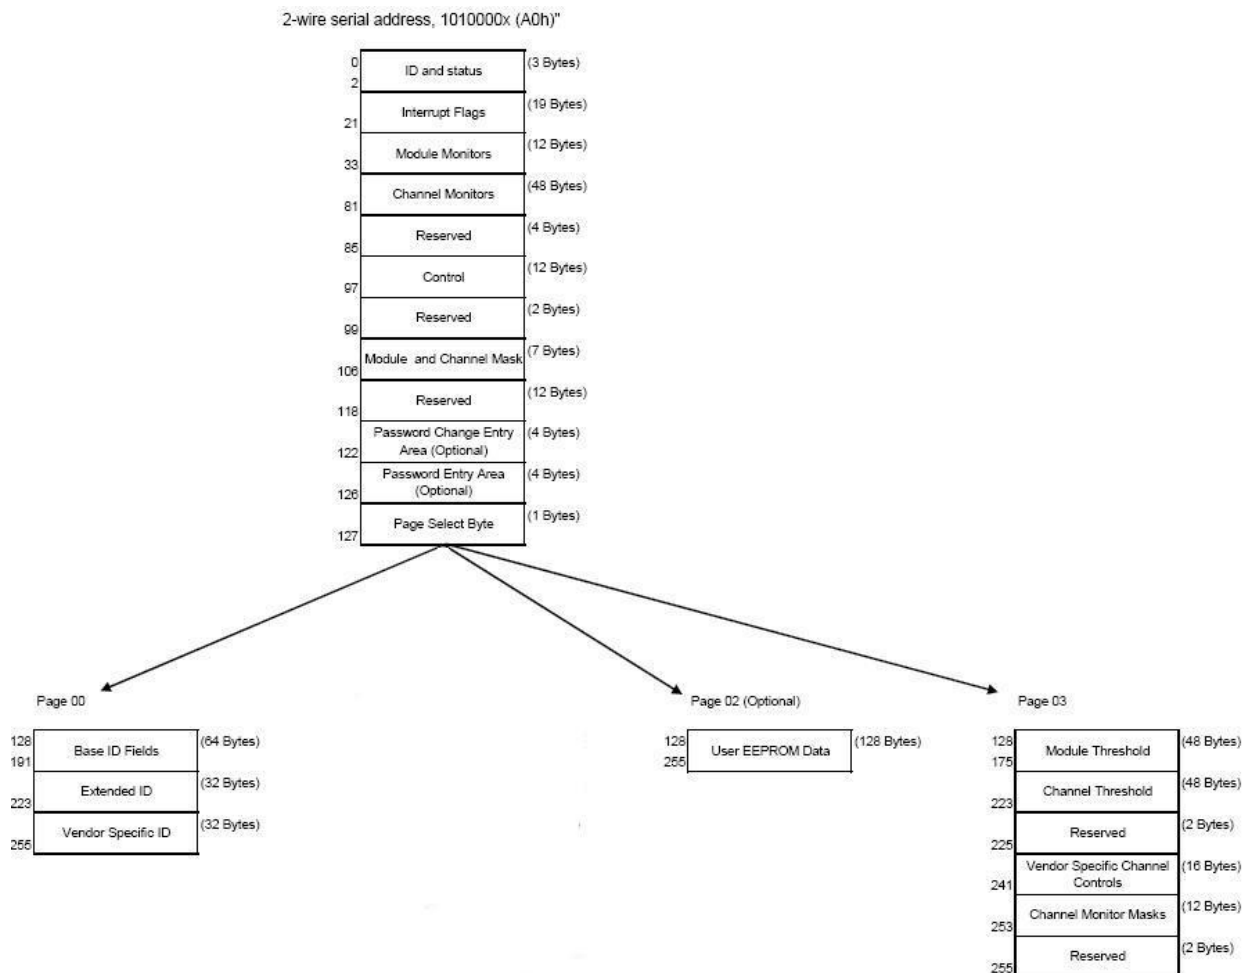 2-wire serial address, 1010000x (A0h)"
0
2
ID and status
(3 Bytes)
21
Interrupt Flags
(19 Bytes)
33
Module Monitors
(12 Bytes)
81
Channel Monitors
(48 Bytes)
85
Reserved
(4 Bytes)
97
Control
(12 Bytes)
99
Reserved
(2 Bytes)
106
Module and Channel Mask
(7 Bytes)
118
Reserved
(12 Bytes)
122
Password Change Entry
Area (Optional)
(4 Bytes)
126
Password Entry Area
(Optional)
(4 Bytes)
127
Page Select Byte
(1 Bytes)
Page 00
128
191
Base ID Fields
(64 Bytes)
223
Extended ID
(32 Bytes)
255
Vendor Specific ID
(32 Bytes)
Page 02 (Optional)
128
255
User EEPROM Data
(128 Bytes)
Page 03
128
175
Module Threshold
(48 Bytes)
223
Channel Threshold
(48 Bytes)
225
Reserved
(2 Bytes)
241
Vendor Specific Channel
Controls
(16 Bytes)
253
Channel Monitor Masks
(12 Bytes)
255
Reserved
(2 Bytes)